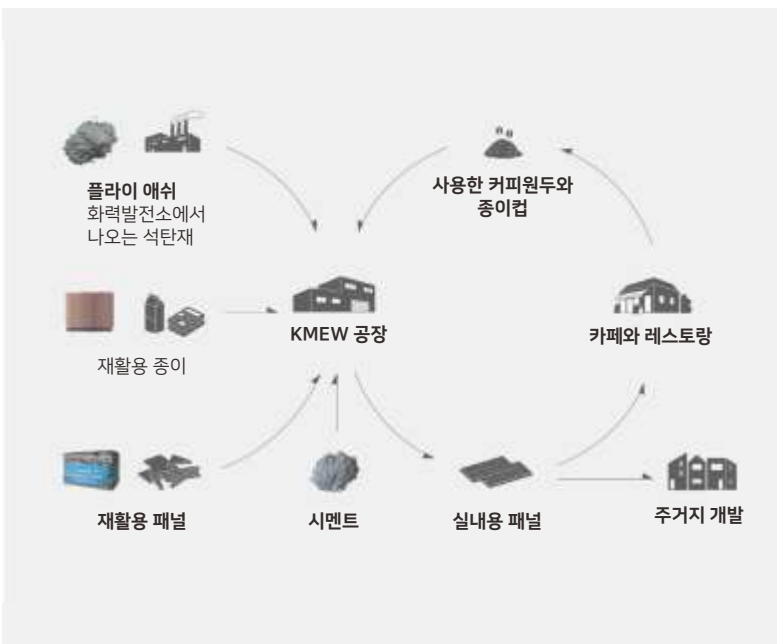 플라이 애쉬
화력발전소에서
나오는 석탄재
사용한 커피원두와
종이컵
KMEW 공장
카페와 레스토랑
재활용 종이
재활용 패널
시멘트
실내용 패널
주거지 개발